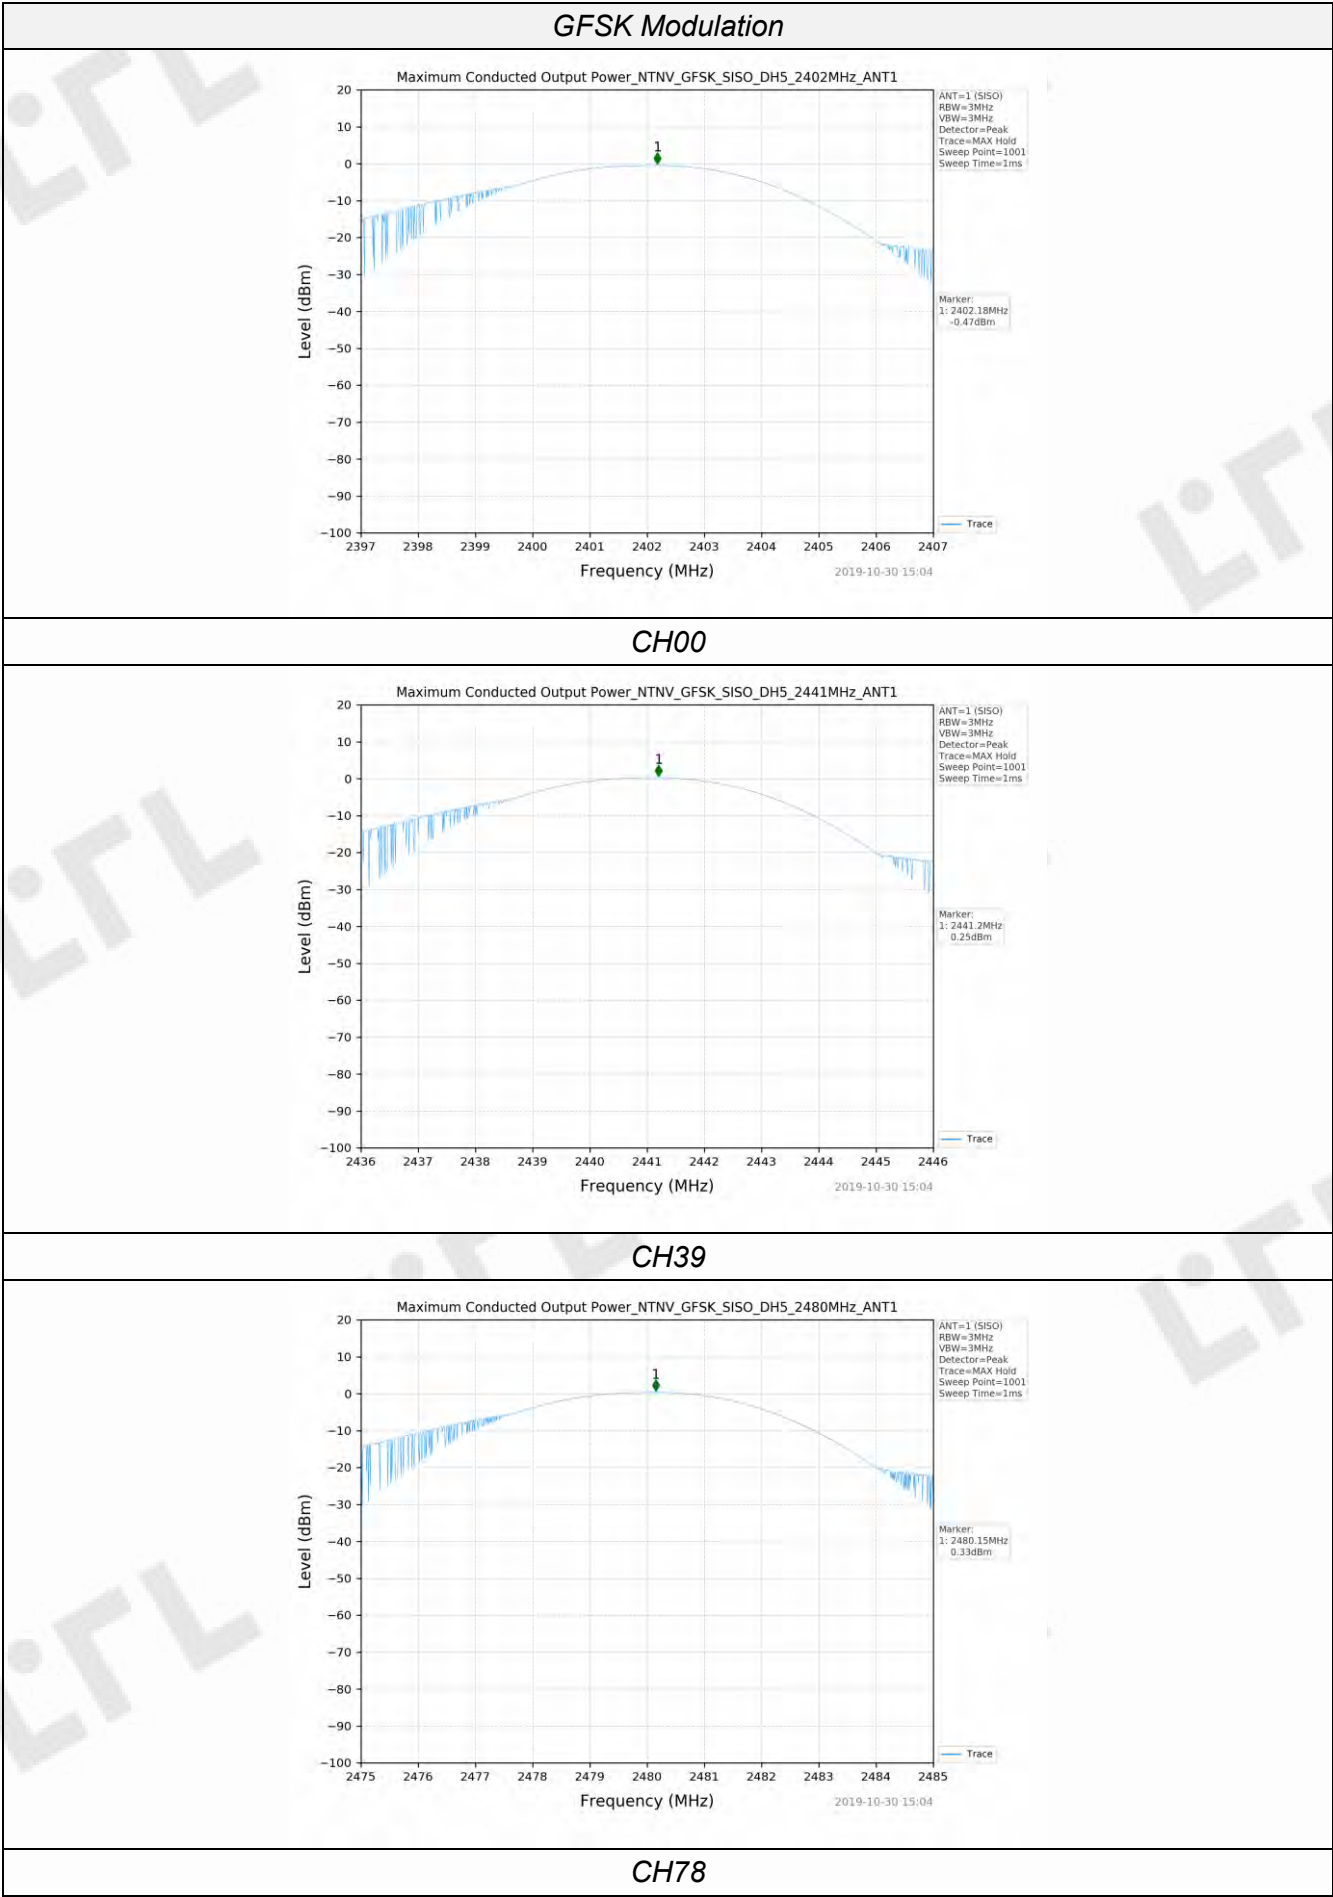 GFSK Modulation
Maximum Conducted Output Power_NTNV_GFSK_SISO_DH5_2402MHz_ANT1
20
10
0
−10
−20
−30
−40
−50
−60
−70
−80
−90
−100
Level (dBm)
1
ANT=1 (SISO)
RBW=3MHz
VBW=3MHz
Detector=Peak
Trace=MAX Hold
Sweep Point=1001
Sweep Time=1ms
Marker:
1: 2402.18MHz
-0.47dBm
Trace
2397 2398 2399 2400 2401 2402 2403 2404 2405 2406 2407
Frequency (MHz)
2019-10-30 15:04
CH00
Maximum Conducted Output Power_NTNV_GFSK_SISO_DH5_2441MHz_ANT1
20
10
0
−10
−20
−30
−40
−50
−60
−70
−80
−90
−100
Level (dBm)
1
ANT=1 (SISO)
RBW=3MHz
VBW=3MHz
Detector=Peak
Trace=MAX Hold
Sweep Point=1001
Sweep Time=1ms
Marker:
1: 2441.2MHz
0.25dBm
Trace
2436 2437 2438 2439 2440 2441 2442 2443 2444 2445 2446
Frequency (MHz)
2019-10-30 15:04
CH39
Maximum Conducted Output Power_NTNV_GFSK_SISO_DH5_2480MHz_ANT1
20
10
0
−10
−20
−30
−40
−50
−60
−70
−80
−90
−100
Level (dBm)
1
ANT=1 (SISO)
RBW=3MHz
VBW=3MHz
Detector=Peak
Trace=MAX Hold
Sweep Point=1001
Sweep Time=1ms
Marker:
1: 2480.15MHz
0.33dBm
Trace
2475 2476 2477 2478 2479 2480 2481 2482 2483 2484 2485
Frequency (MHz)
2019-10-30 15:04
CH78